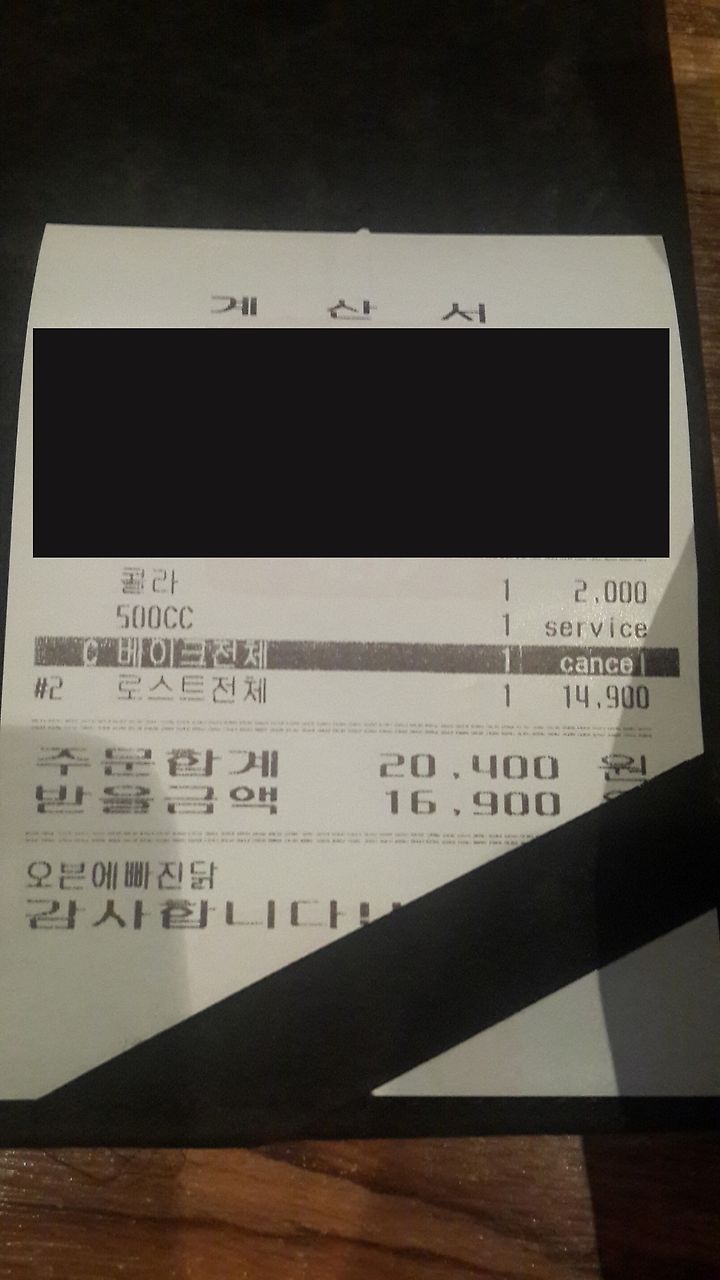 계 산 서
콜라 1 2,000
500CC 1 service
C 베이크전체 1 cancel
#2 로스트전체 1 14,900
주문합계 20,400 원
받을금액 16,900
오븐에빠진닭
감사합니다!!